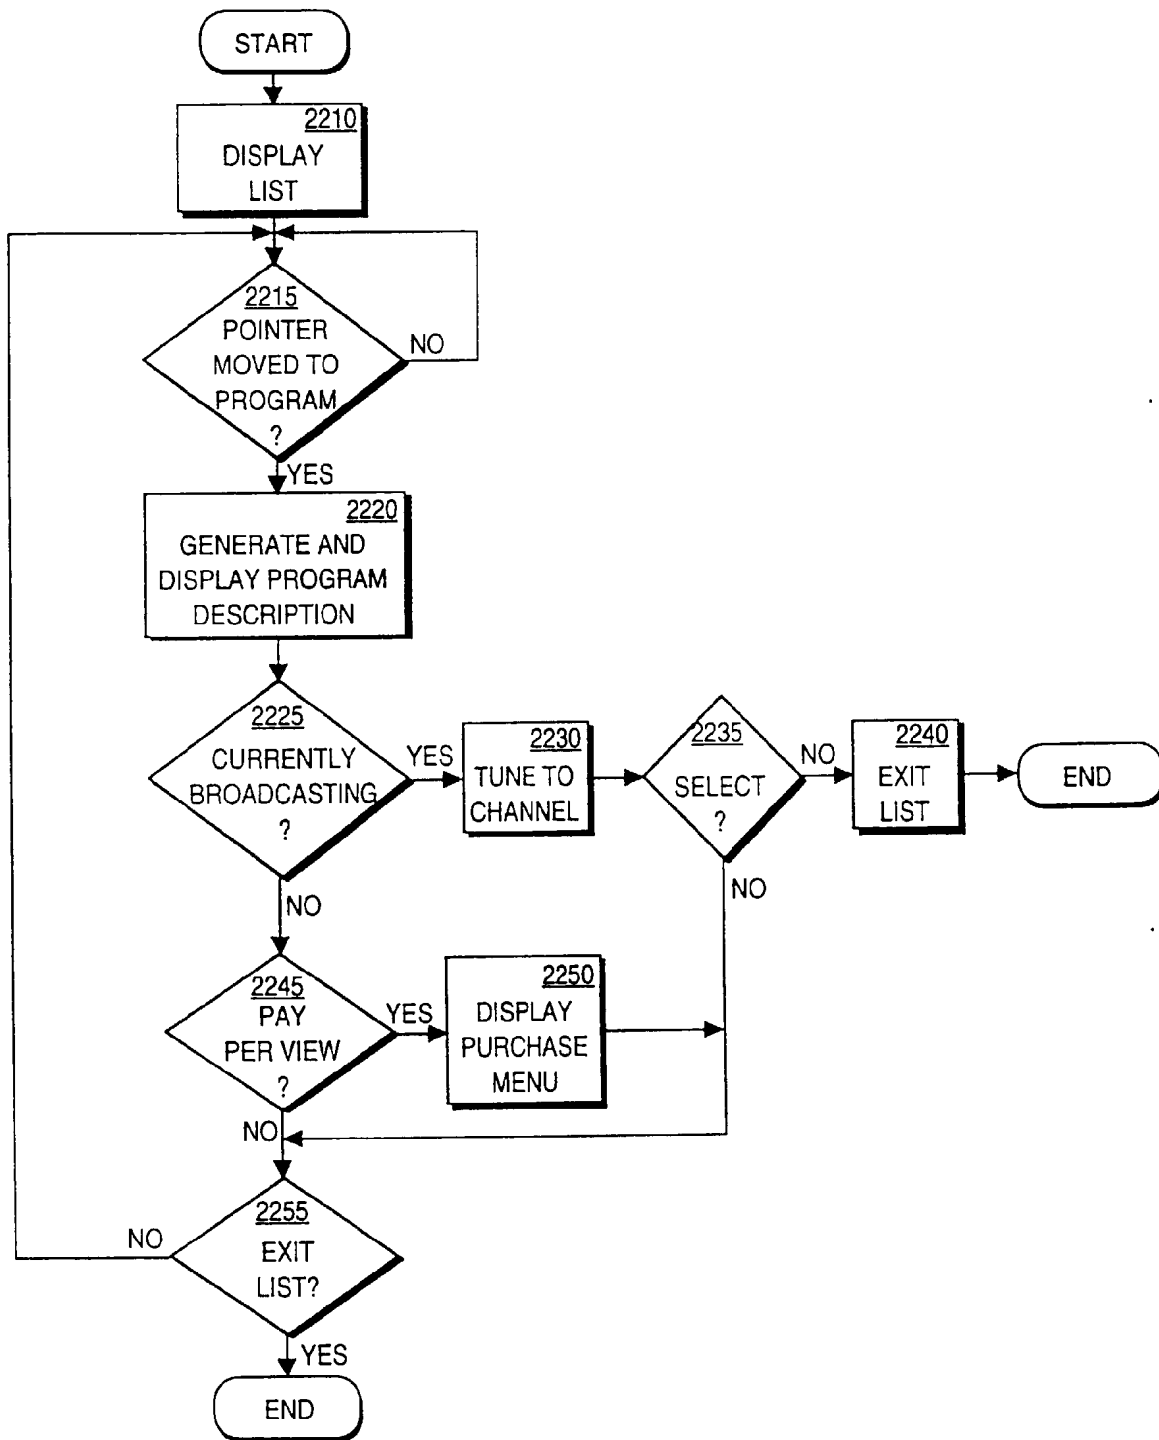 START
2210
DISPLAY
LIST
2215
POINTER
MOVED TO
PROGRAM
?
NO
YES
2220
GENERATE AND
DISPLAY PROGRAM
DESCRIPTION
2225
CURRENTLY
BROADCASTING
?
YES
2230
TUNE TO
CHANNEL
2235
SELECT
?
NO
2240
EXIT
LIST
END
NO
NO
2245
PAY
PER VIEW
?
YES
2250
DISPLAY
PURCHASE
MENU
NO
2255
EXIT
LIST?
NO
YES
END